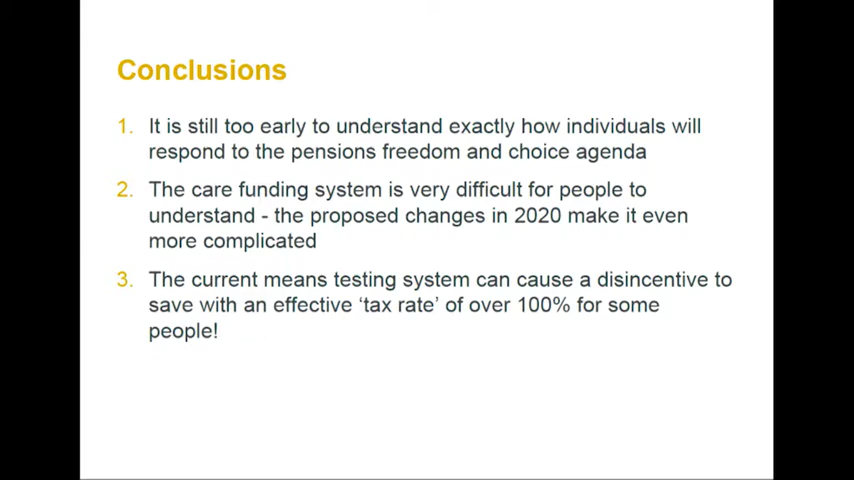 Conclusions
1. It is still too early to understand exactly how individuals will
respond to the pensions freedom and choice agenda
2. The care funding system is very difficult for people to
understand - the proposed changes in 2020 make it even
more complicated
3. The current means testing system can cause a disincentive to
save with an effective ‘tax rate’ of over 100% for some
people!